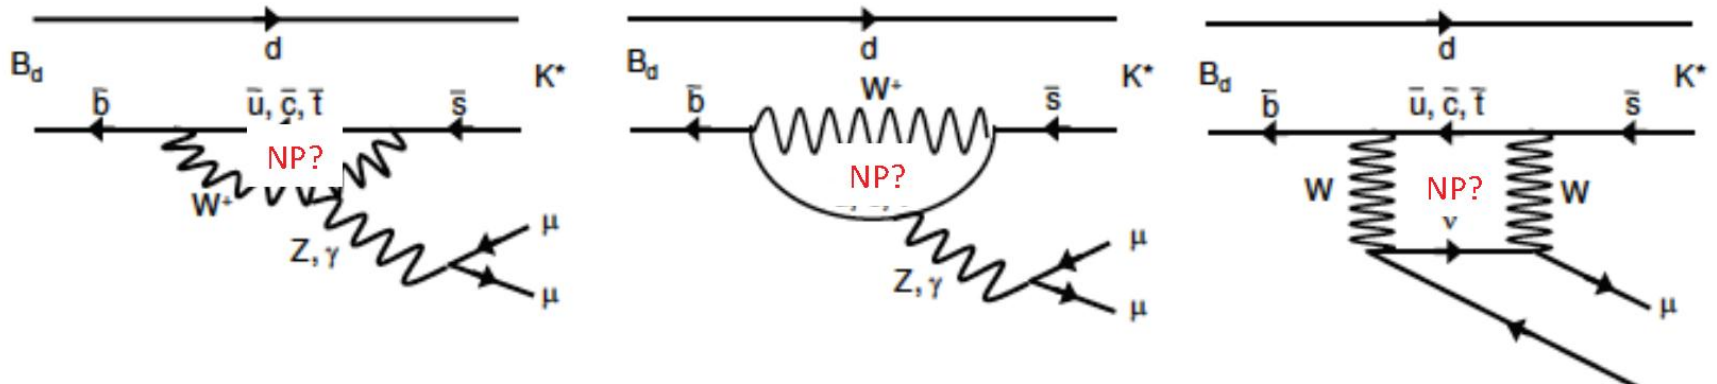 d
B_d
K*
b̄
ū, c̄, t̄
s̄
NP?
W⁺
Z, γ
μ
μ
d
B_d
K*
W⁺
b̄
s̄
NP?
Z, γ
μ
μ
d
B_d
K*
b̄
ū, c̄, t̄
s̄
W
NP?
W
ν
μ